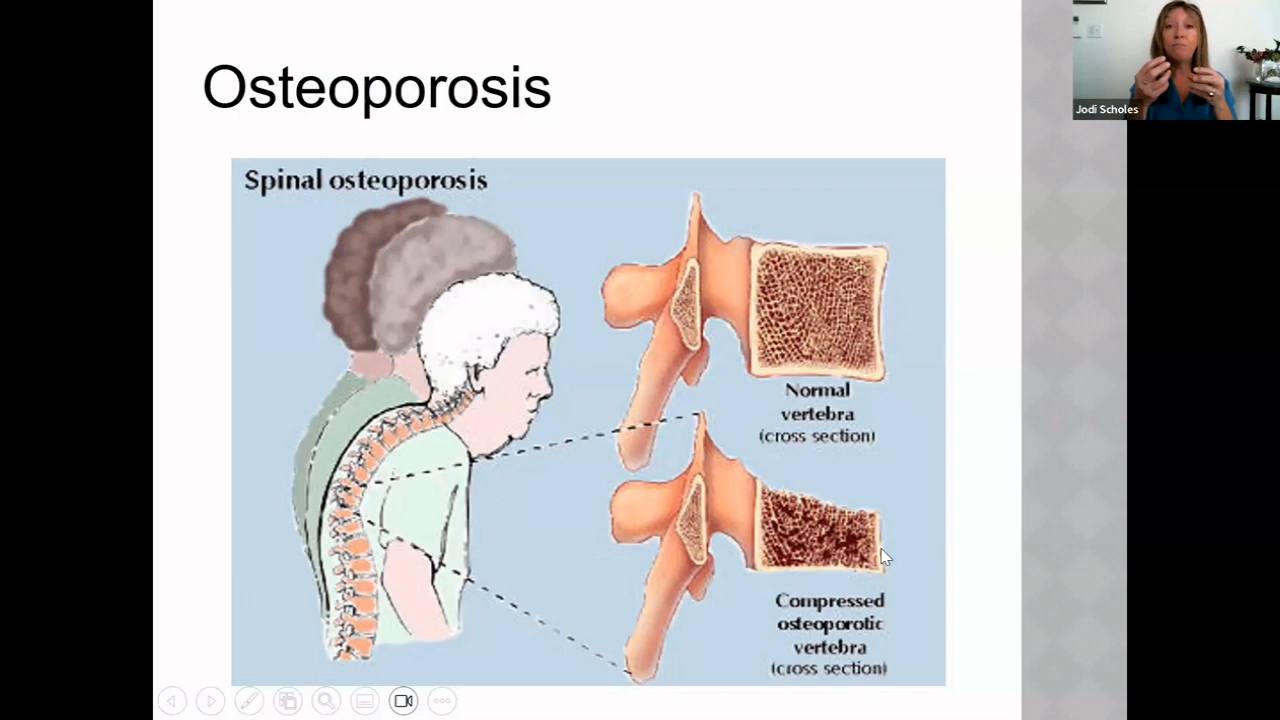 Osteoporosis
Jodi Scholes
Spinal osteoporosis
Normal
vertebra
(cross section)
Compressed
osteoporotic
vertebra
(cross section)